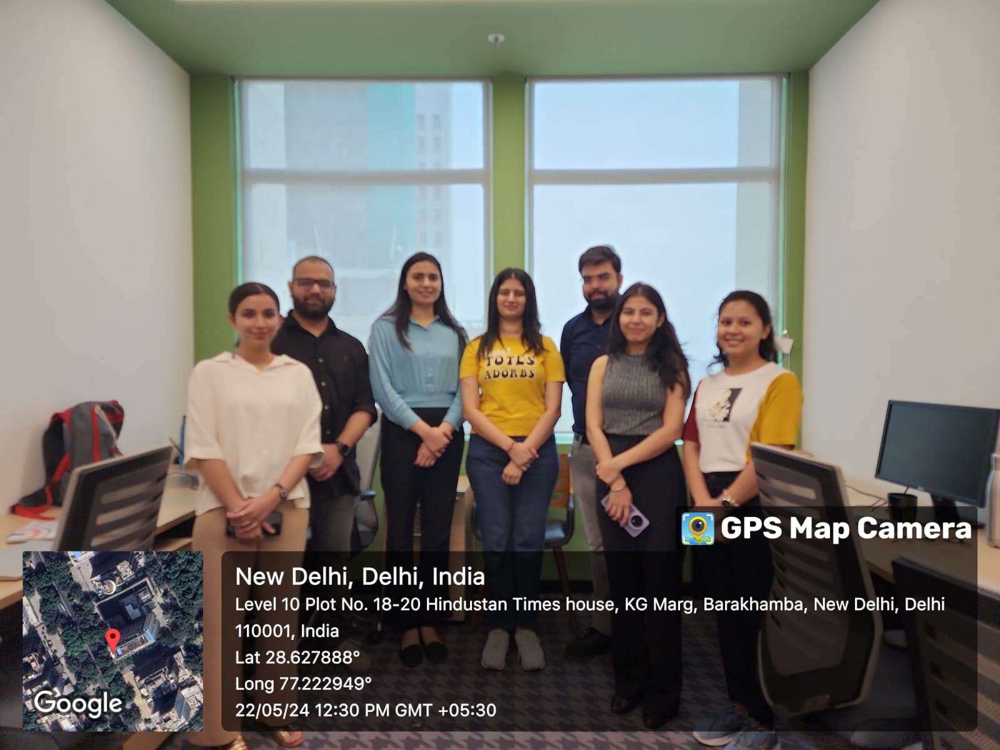 TOTES
ADORBS
GPS Map Camera
New Delhi, Delhi, India
Level 10 Plot No. 18-20 Hindustan Times house, KG Marg, Barakhamba, New Delhi, Delhi
110001, India
Lat 28.627888°
Long 77.222949°
22/05/24 12:30 PM GMT +05:30
Google